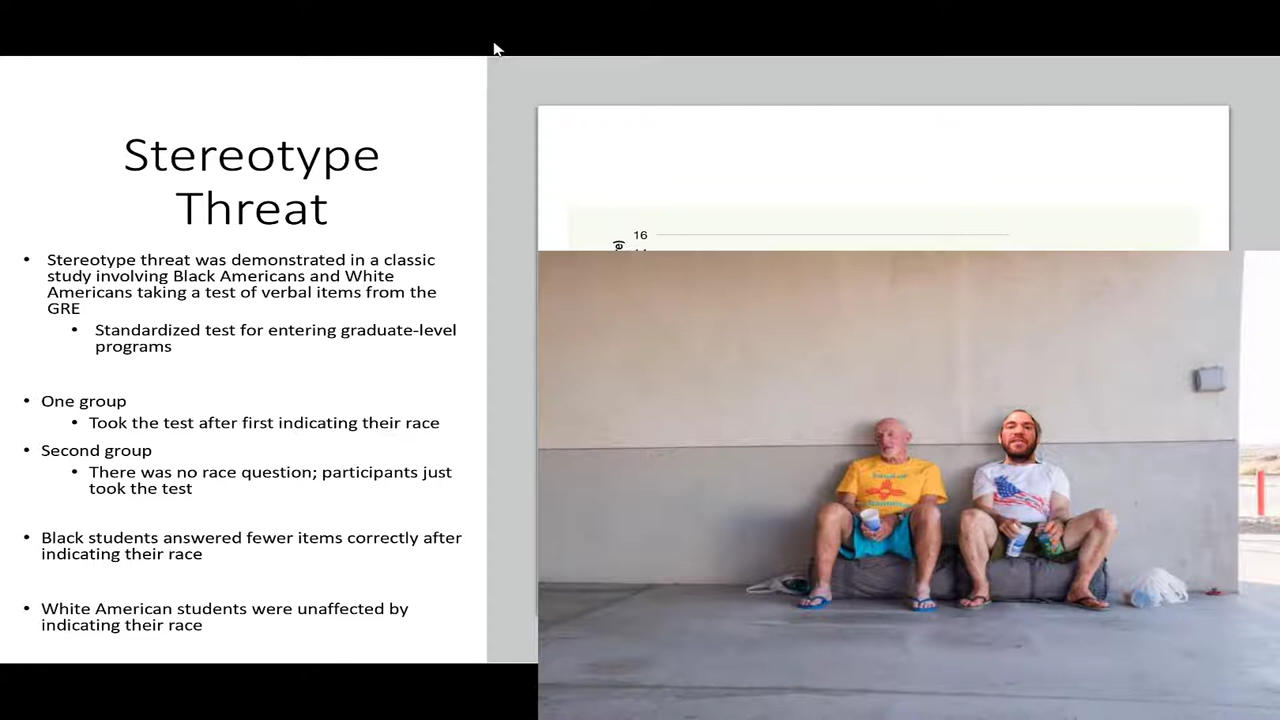 Stereotype
Threat
• Stereotype threat was demonstrated in a classic
study involving Black Americans and White
Americans taking a test of verbal items from the
GRE
• Standardized test for entering graduate-level
programs
• One group
• Took the test after first indicating their race
• Second group
• There was no race question; participants just
took the test
• Black students answered fewer items correctly after
indicating their race
• White American students were unaffected by
indicating their race
16